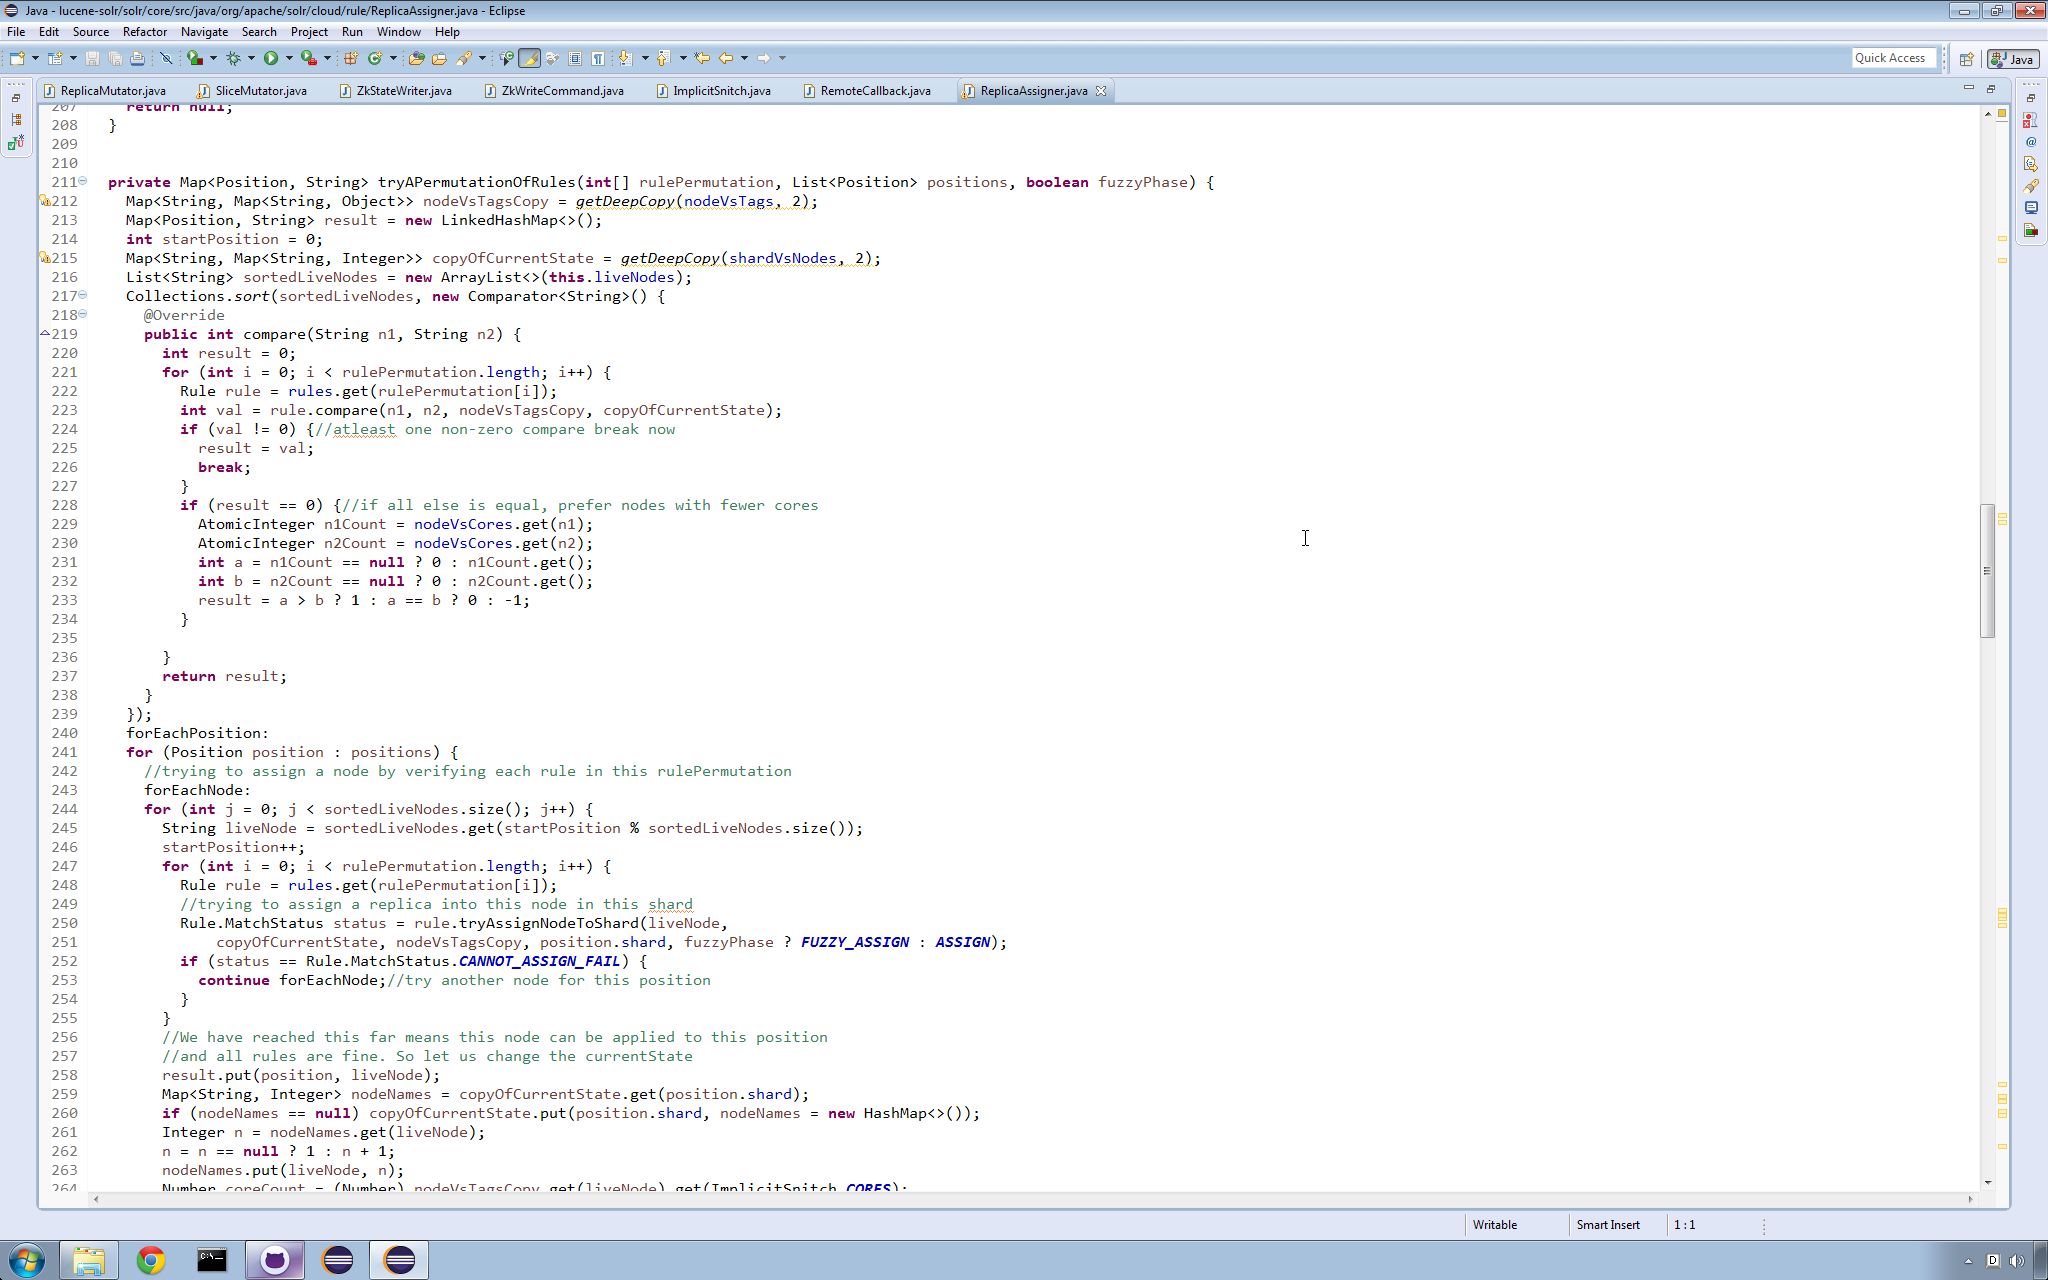 Java - lucene-solr/solr/core/src/java/org/apache/solr/cloud/rule/ReplicaAssigner.java - Eclipse
File Edit Source Refactor Navigate Search Project Run Window Help
Quick Access Java
ReplicaMutator.java SliceMutator.java ZkStateWriter.java ZkWriteCommand.java ImplicitSnitch.java RemoteCallback.java ReplicaAssigner.java
207 return null;
208 }
209
210
211 private Map<Position, String> tryAPermutationOfRules(int[] rulePermutation, List<Position> positions, boolean fuzzyPhase) {
212 Map<String, Map<String, Object>> nodeVsTagsCopy = getDeepCopy(nodeVsTags, 2);
213 Map<Position, String> result = new LinkedHashMap<>();
214 int startPosition = 0;
215 Map<String, Map<String, Integer>> copyOfCurrentState = getDeepCopy(shardVsNodes, 2);
216 List<String> sortedLiveNodes = new ArrayList<>(this.liveNodes);
217 Collections.sort(sortedLiveNodes, new Comparator<String>() {
218 @Override
219 public int compare(String n1, String n2) {
220 int result = 0;
221 for (int i = 0; i < rulePermutation.length; i++) {
222 Rule rule = rules.get(rulePermutation[i]);
223 int val = rule.compare(n1, n2, nodeVsTagsCopy, copyOfCurrentState);
224 if (val != 0) {//atleast one non-zero compare break now
225 result = val;
226 break;
227 }
228 if (result == 0) {//if all else is equal, prefer nodes with fewer cores
229 AtomicInteger n1Count = nodeVsCores.get(n1);
230 AtomicInteger n2Count = nodeVsCores.get(n2);
231 int a = n1Count == null ? 0 : n1Count.get();
232 int b = n2Count == null ? 0 : n2Count.get();
233 result = a > b ? 1 : a == b ? 0 : -1;
234 }
235
236 }
237 return result;
238 }
239 });
240 forEachPosition:
241 for (Position position : positions) {
242 //trying to assign a node by verifying each rule in this rulePermutation
243 forEachNode:
244 for (int j = 0; j < sortedLiveNodes.size(); j++) {
245 String liveNode = sortedLiveNodes.get(startPosition % sortedLiveNodes.size());
246 startPosition++;
247 for (int i = 0; i < rulePermutation.length; i++) {
248 Rule rule = rules.get(rulePermutation[i]);
249 //trying to assign a replica into this node in this shard
250 Rule.MatchStatus status = rule.tryAssignNodeToShard(liveNode,
251 copyOfCurrentState, nodeVsTagsCopy, position.shard, fuzzyPhase ? FUZZY_ASSIGN : ASSIGN);
252 if (status == Rule.MatchStatus.CANNOT_ASSIGN_FAIL) {
253 continue forEachNode;//try another node for this position
254 }
255 }
256 //We have reached this far means this node can be applied to this position
257 //and all rules are fine. So let us change the currentState
258 result.put(position, liveNode);
259 Map<String, Integer> nodeNames = copyOfCurrentState.get(position.shard);
260 if (nodeNames == null) copyOfCurrentState.put(position.shard, nodeNames = new HashMap<>());
261 Integer n = nodeNames.get(liveNode);
262 n = n == null ? 1 : n + 1;
263 nodeNames.put(liveNode, n);
264 Number coreCount = (Number) nodeVsTagsCopy.get(liveNode).get(ImplicitSnitch.CORES);
Writable Smart Insert 1 : 1
C:\
D